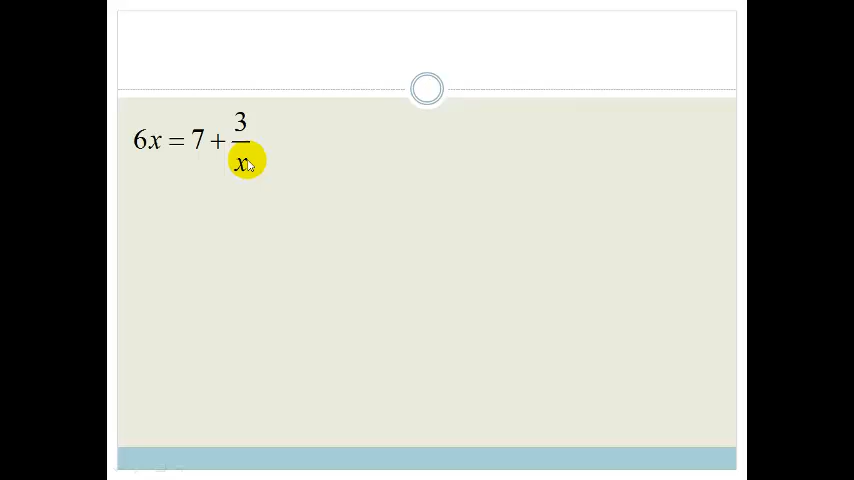 6x = 7 + 3/x